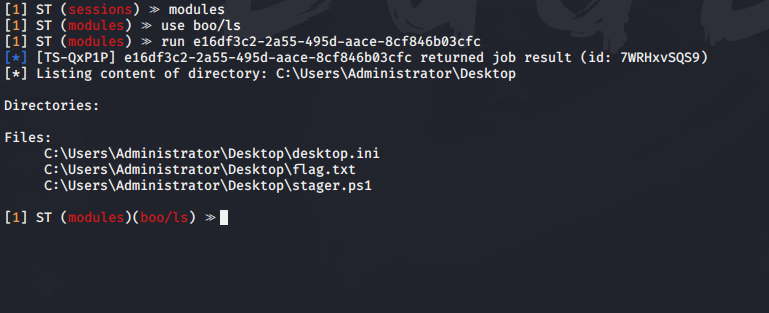 [1] ST (sessions) ≫ modules
[1] ST (modules) ≫ use boo/ls
[1] ST (modules) ≫ run e16df3c2-2a55-495d-aace-8cf846b03cfc
[*] [TS-QxP1P] e16df3c2-2a55-495d-aace-8cf846b03cfc returned job result (id: 7WRHxvSQS9)
[*] Listing content of directory: C:\Users\Administrator\Desktop
Directories:
Files:
C:\Users\Administrator\Desktop\desktop.ini
C:\Users\Administrator\Desktop\flag.txt
C:\Users\Administrator\Desktop\stager.ps1
[1] ST (modules)(boo/ls) ≫